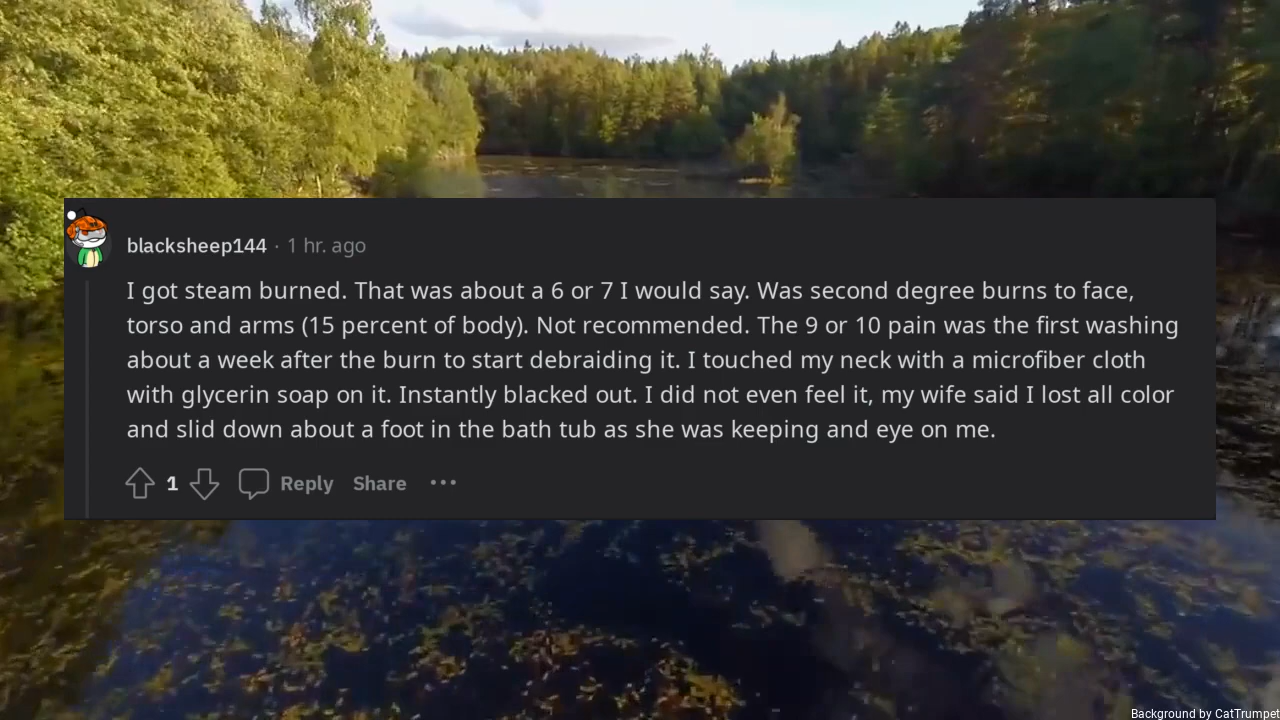 blacksheep144 · 1 hr. ago
I got steam burned. That was about a 6 or 7 I would say. Was second degree burns to face,
torso and arms (15 percent of body). Not recommended. The 9 or 10 pain was the first washing
about a week after the burn to start debraiding it. I touched my neck with a microfiber cloth
with glycerin soap on it. Instantly blacked out. I did not even feel it, my wife said I lost all color
and slid down about a foot in the bath tub as she was keeping and eye on me.
1 Reply Share ···
Background by CatTrumpet